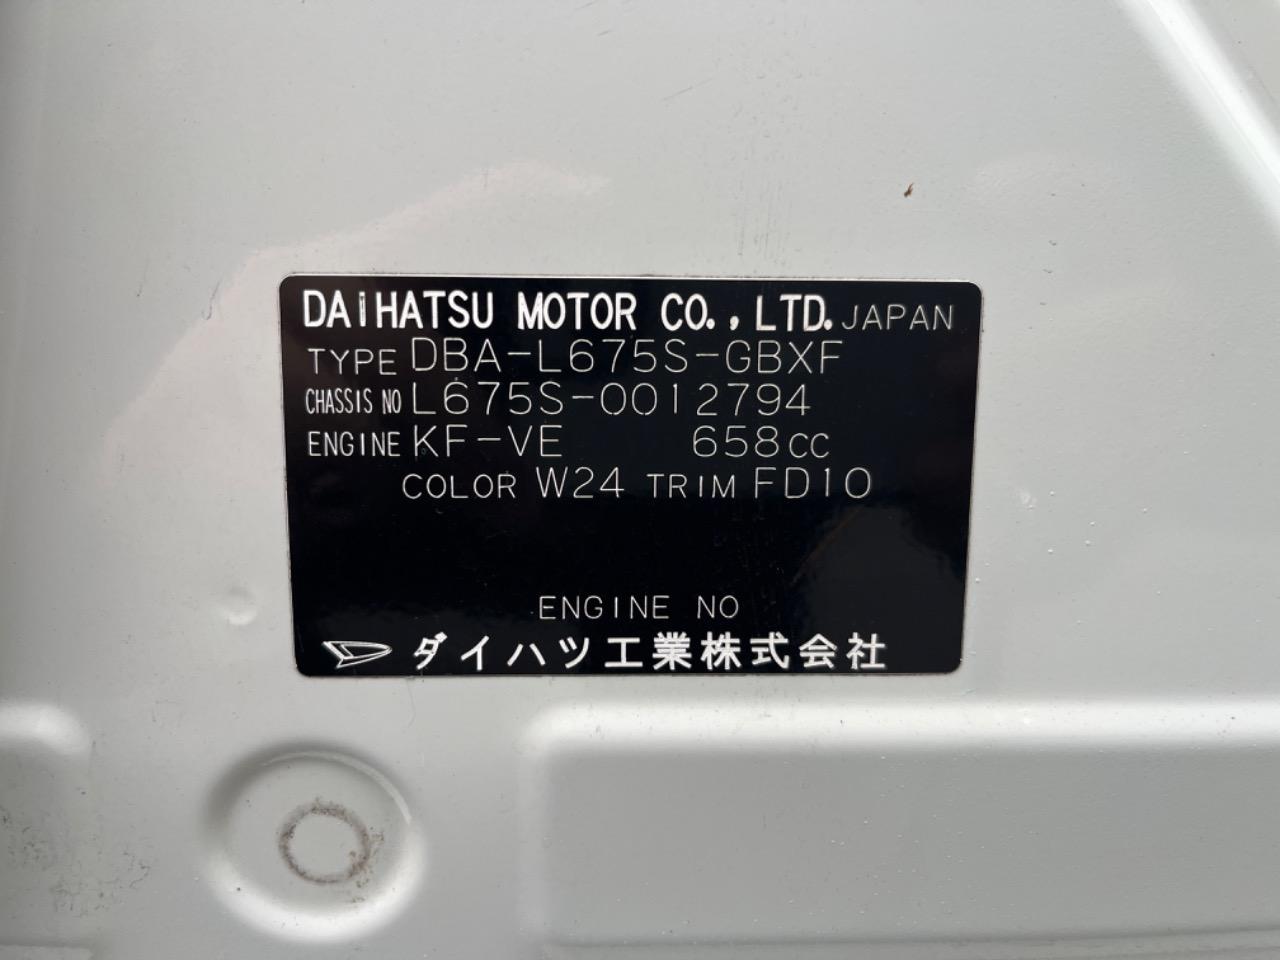 DAIHATSU MOTOR CO., LTD. JAPAN
TYPE DBA-L675S-GBXF
CHASSIS NO L675S-0012794
ENGINE KF-VE 658cc
COLOR W24 TRIM FD10
ENGINE NO
ダイハツ工業株式会社